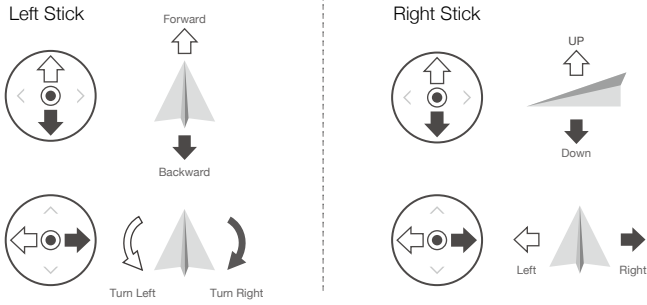 Left Stick
Forward
Backward
Turn Left
Turn Right
Right Stick
UP
Down
Left
Right